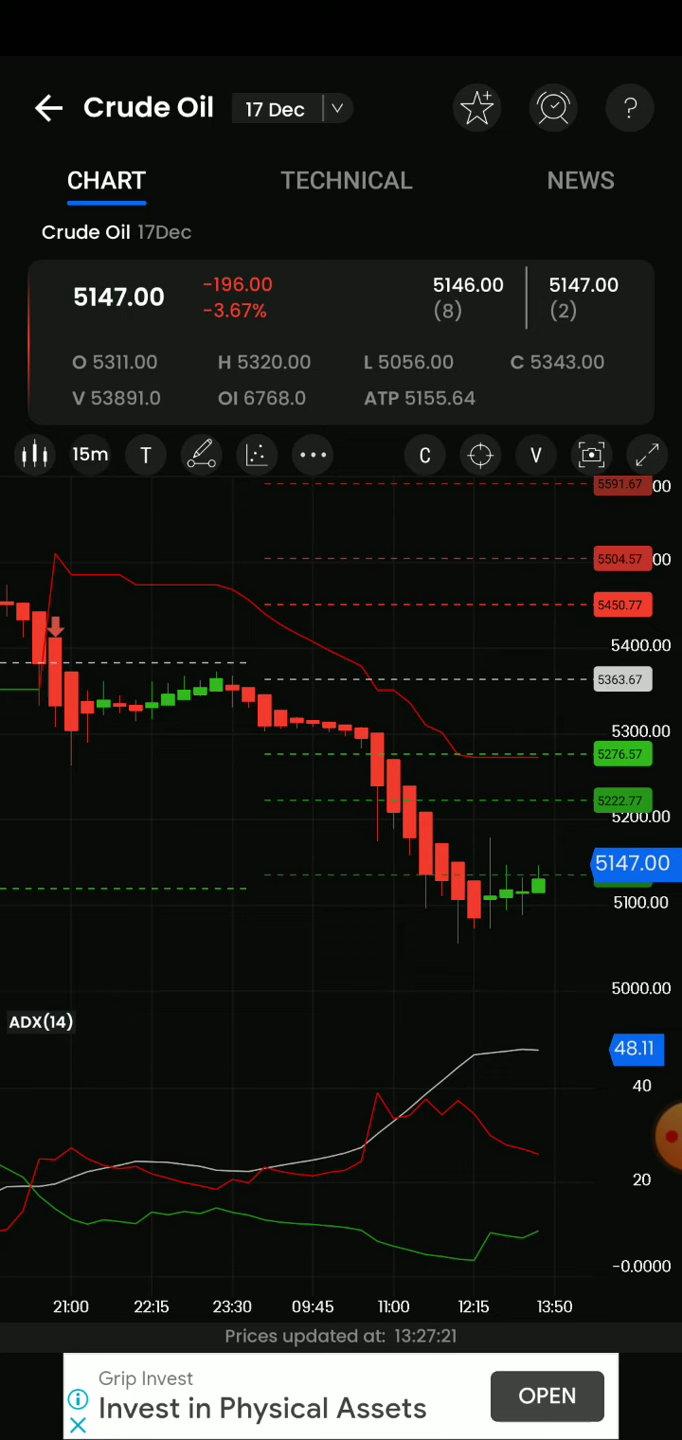 Crude Oil 17 Dec
?
CHART TECHNICAL NEWS
Crude Oil 17Dec
5147.00 -196.00 5146.00 5147.00
-3.67% (8) (2)
O 5311.00 H 5320.00 L 5056.00 C 5343.00
V 53891.0 OI 6768.0 ATP 5155.64
15m T C V
5591.67 00
5504.57 00
5450.77
5400.00
5363.67
5300.00
5276.57
5222.77
5200.00
5147.00
5100.00
5000.00
ADX(14)
48.11
40
20
-0.0000
21:00 22:15 23:30 09:45 11:00 12:15 13:50
Prices updated at: 13:27:21
Grip Invest
Invest in Physical Assets
OPEN